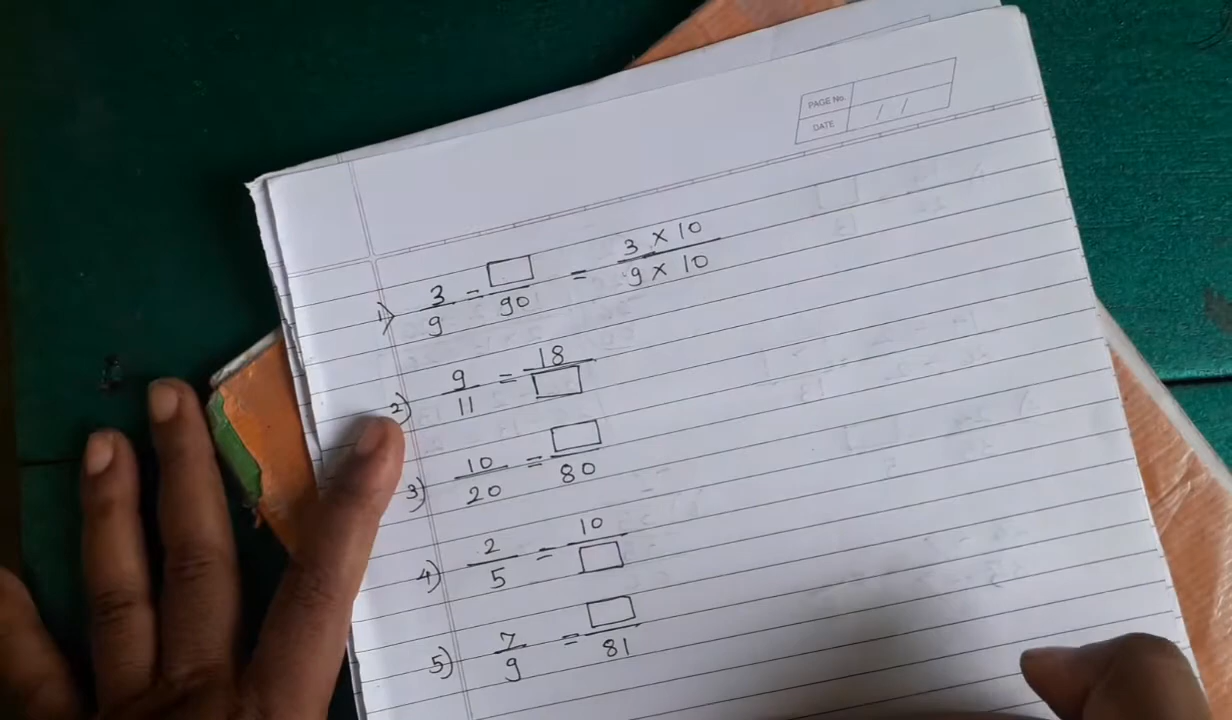 PAGE No.
DATE / /
1) 3/9 = □/90 = 3 × 10/9 × 10
2) 9/11 = 18/□
3) 10/20 = □/80
4) 2/5 = 10/□
5) 7/9 = □/81